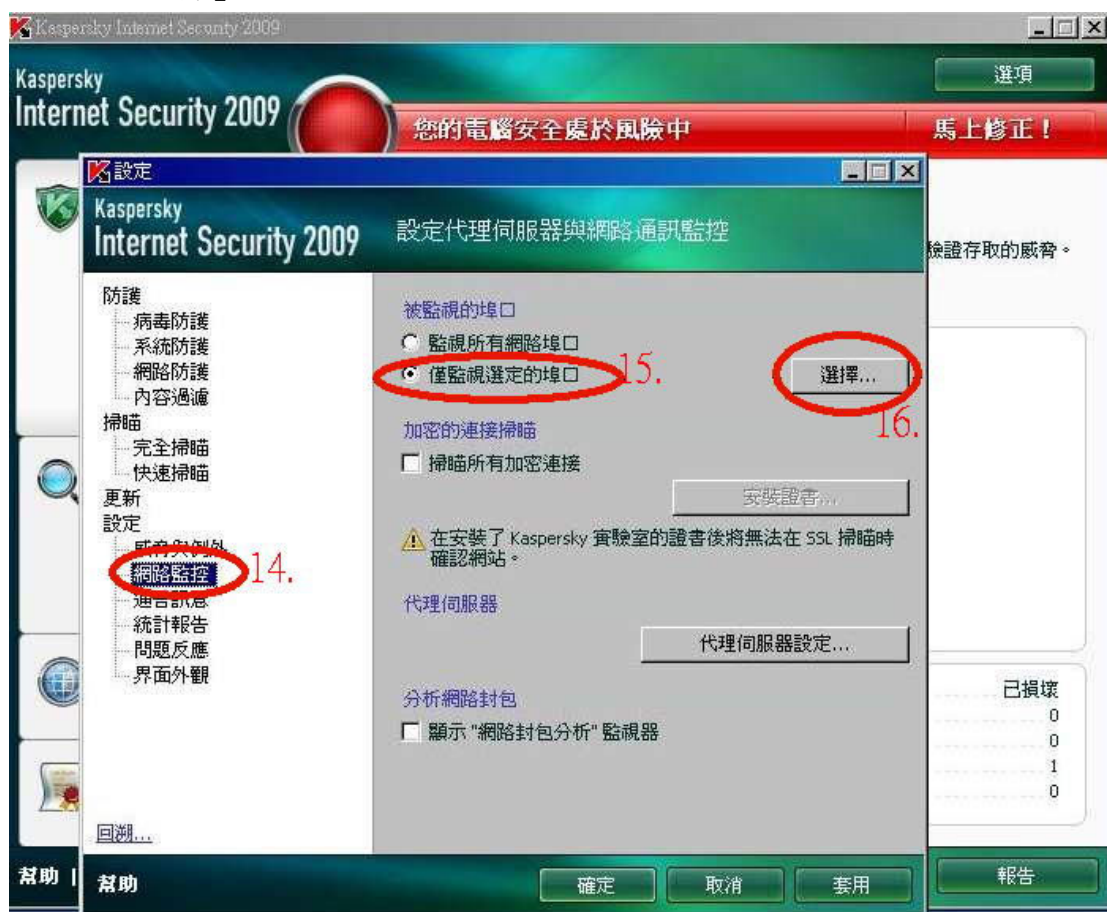 Kaspersky Internet Security 2009
Kaspersky
Internet Security 2009
選項
您的電腦安全處於風險中
馬上修正！
設定
Kaspersky
Internet Security 2009
設定代理伺服器與網路通訊監控
險證存取的威脅。
防護
病毒防護
系統防護
網路防護
內容過濾
掃瞄
完全掃瞄
快速掃瞄
更新
設定
威脅與例外
網路監控
14.
通告訊息
統計報告
問題反應
界面外觀
回溯...
被監視的埠口
監視所有網路埠口
僅監視選定的埠口
15.
選擇...
16.
加密的連接掃瞄
掃瞄所有加密連接
安裝證書...
在安裝了 Kaspersky 實驗室的證書後將無法在 SSL 掃瞄時
確認網站。
代理伺服器
代理伺服器設定...
分析網路封包
顯示 "網路封包分析" 監視器
已損壞
0
0
1
0
幫助 |
幫助
確定
取消
套用
報告